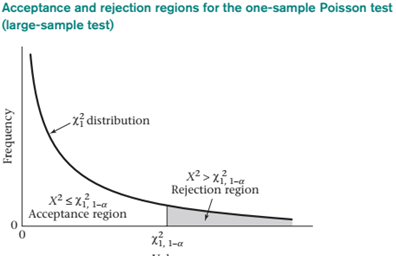 Acceptance and rejection regions for the one-sample Poisson test
(large-sample test)
Frequency
χ²₁ distribution
X² > χ²₁, ₁₋α
Rejection region
X² ≤ χ²₁, ₁₋α
Acceptance region
0
0
χ²₁, ₁₋α